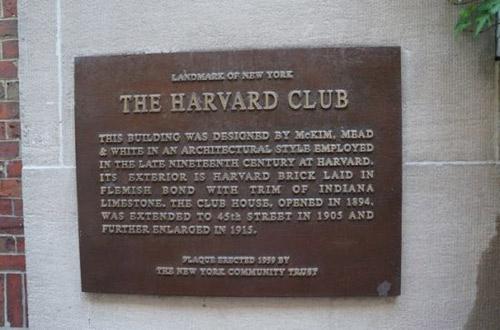 LANDMARK OF NEW YORK
THE HARVARD CLUB
THIS BUILDING WAS DESIGNED BY McKIM, MEAD
& WHITE IN AN ARCHITECTURAL STYLE EMPLOYED
IN THE LATE NINETEENTH CENTURY AT HARVARD.
ITS EXTERIOR IS HARVARD BRICK LAID IN
FLEMISH BOND WITH TRIM OF INDIANA
LIMESTONE. THE CLUB HOUSE, OPENED IN 1894,
WAS EXTENDED TO 45th STREET IN 1905 AND
FURTHER ENLARGED IN 1915.
PLAQUE ERECTED 1959 BY
THE NEW YORK COMMUNITY TRUST